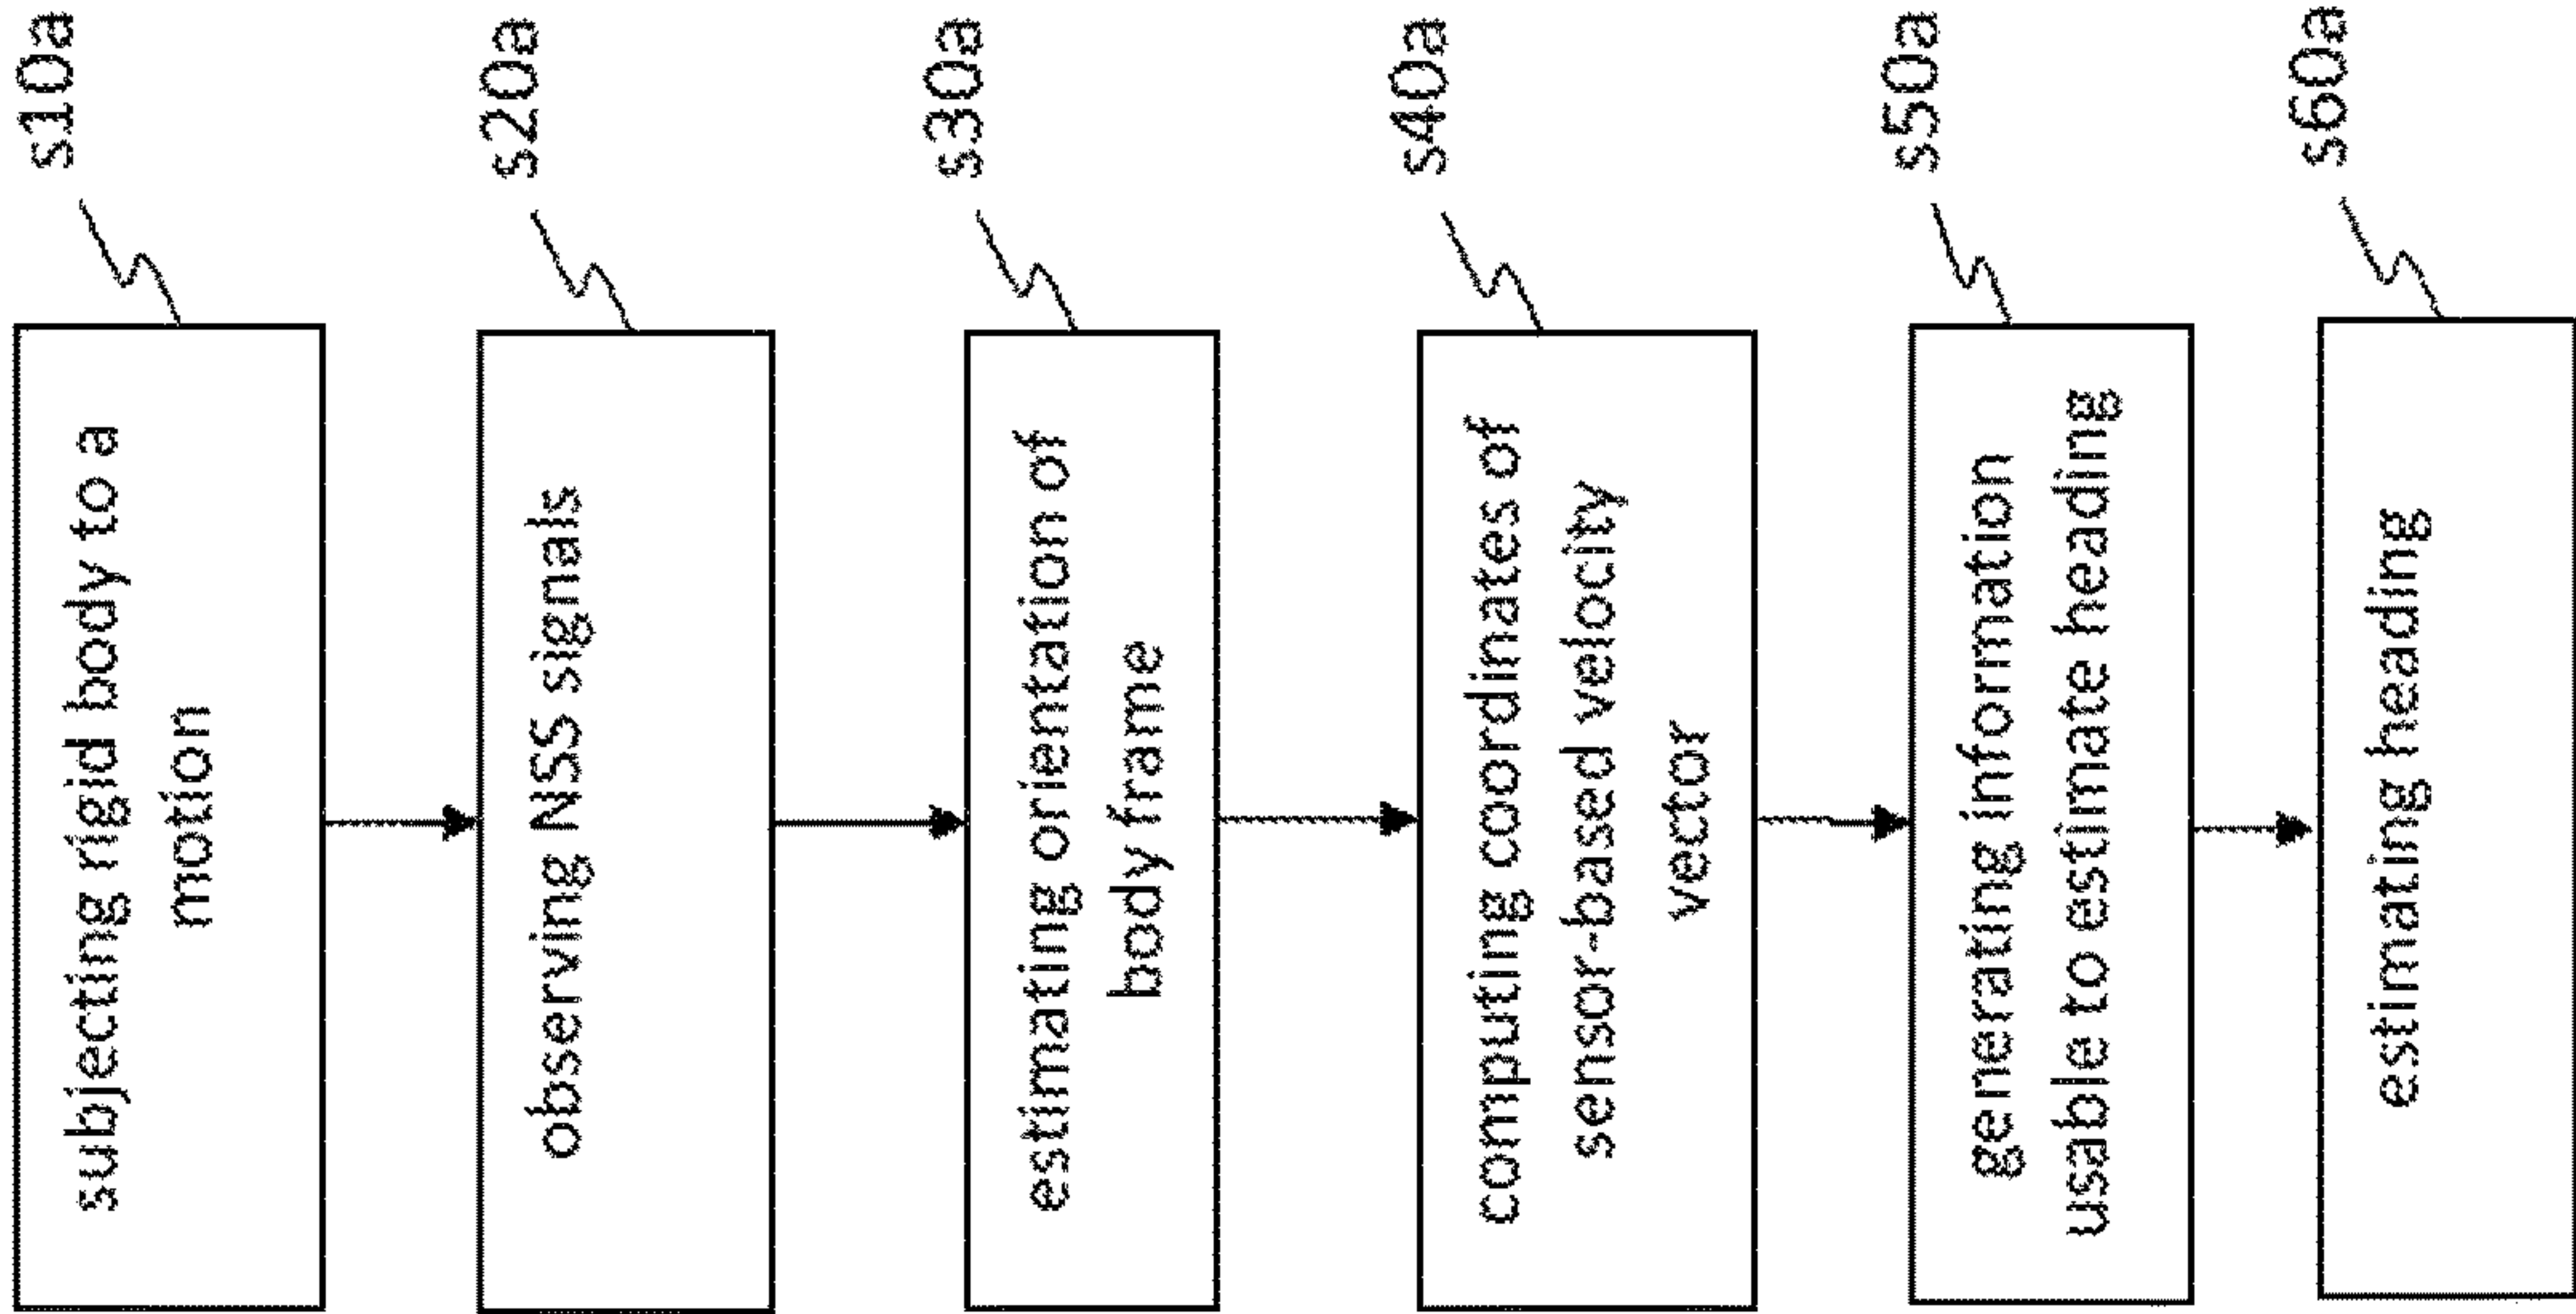 subjecting rigid body to a
motion
s10a
observing NSS signals
s20a
estimating orientation of
body frame
s30a
computing coordinates of
sensor-based velocity
vector
s40a
generating information
usable to estimate heading
s50a
estimating heading
s60a